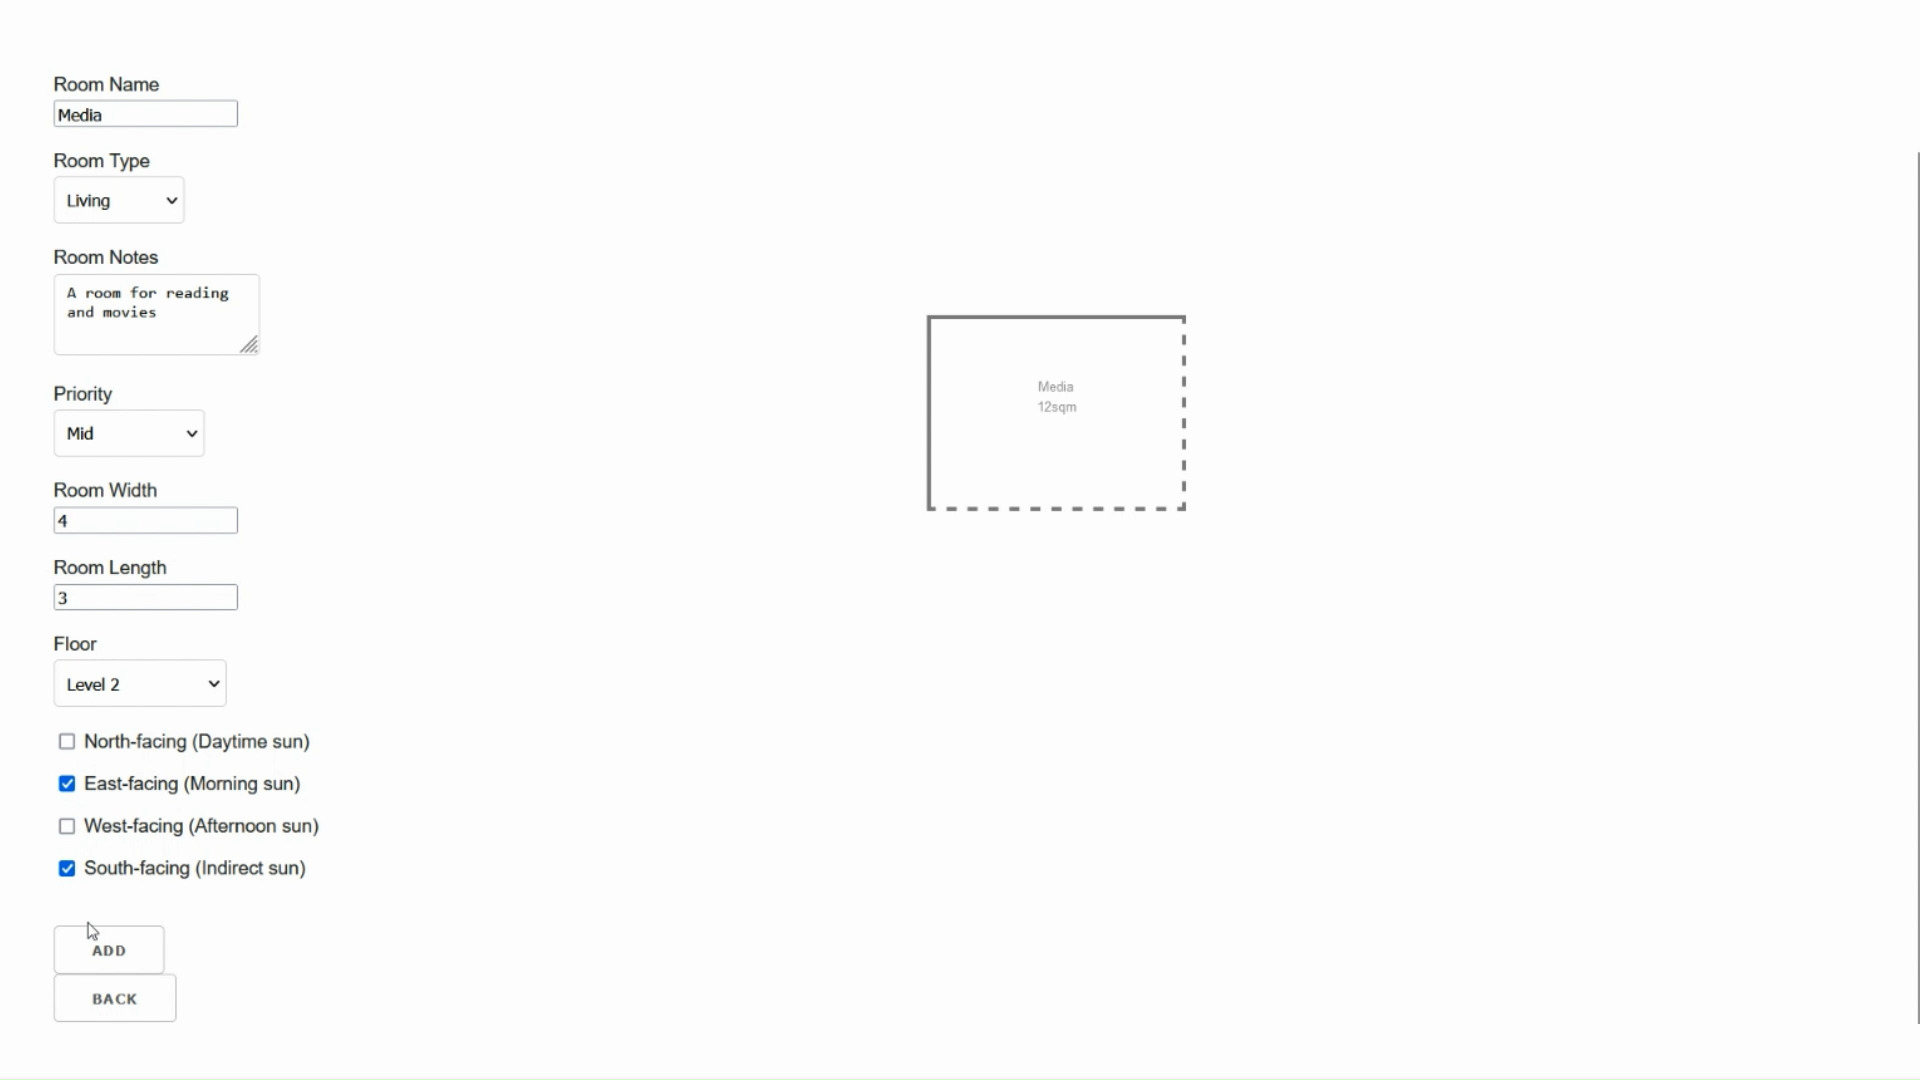 Room Name
Media
Room Type
Living
Room Notes
A room for reading
and movies
Priority
Mid
Room Width
4
Room Length
3
Floor
Level 2
North-facing (Daytime sun)
East-facing (Morning sun)
West-facing (Afternoon sun)
South-facing (Indirect sun)
ADD
BACK
Media
12sqm